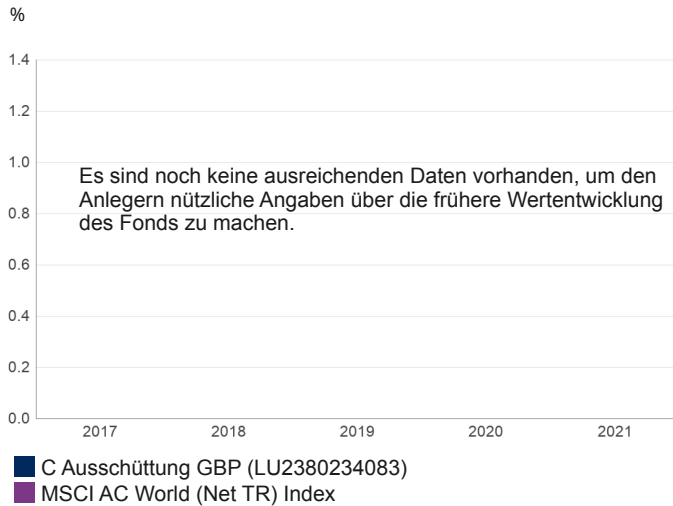 %
1.4
1.2
1.0
Es sind noch keine ausreichenden Daten vorhanden, um den
Anlegern nützliche Angaben über die frühere Wertentwicklung
des Fonds zu machen.
0.8
0.6
0.4
0.2
0.0
2017 2018 2019 2020 2021
C Ausschüttung GBP (LU2380234083)
MSCI AC World (Net TR) Index